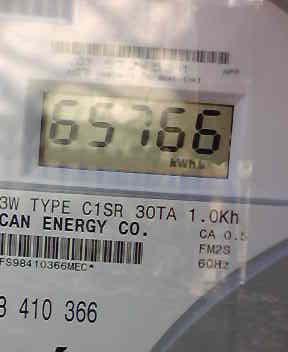 65766
kWh
3W TYPE C1SR 30TA 1.0Kh
CAN ENERGY CO.
CA 0.5
FM2S
60Hz
FS98410366MEC*
8 410 366